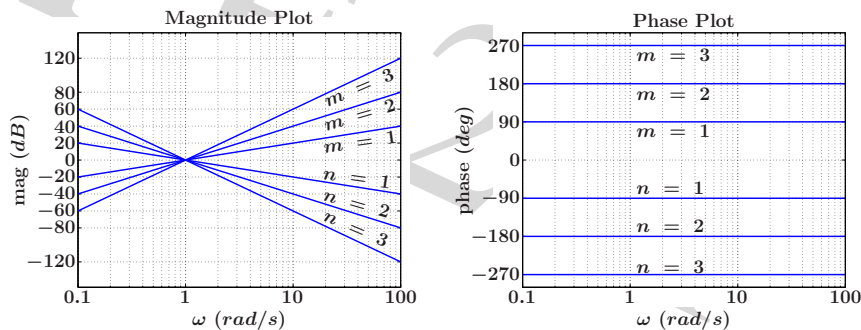 Magnitude Plot
mag (dB)
120
80
60
40
20
0
−20
−40
−60
−80
−120
m = 3
m = 2
m = 1
n = 1
n = 2
n = 3
0.1
1
10
100
ω (rad/s)
Phase Plot
phase (deg)
270
180
90
0
−90
−180
−270
m = 3
m = 2
m = 1
n = 1
n = 2
n = 3
0.1
1
10
100
ω (rad/s)